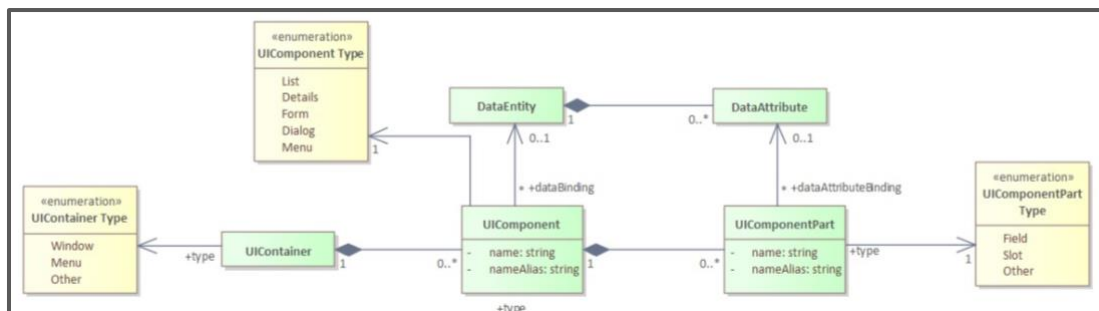 «enumeration»
UIComponent Type
List
Details
Form
Dialog
Menu
1
DataEntity
1
0..*
DataAttribute
0..1
0..1
* +dataBinding
* +dataAttributeBinding
«enumeration»
UIContainer Type
Window
Menu
Other
+type
UIContainer
1
0..*
UIComponent
- name: string
- nameAlias: string
+type
1
0..*
UIComponentPart
- name: string
- nameAlias: string
+type
1
«enumeration»
UIComponentPart
Type
Field
Slot
Other